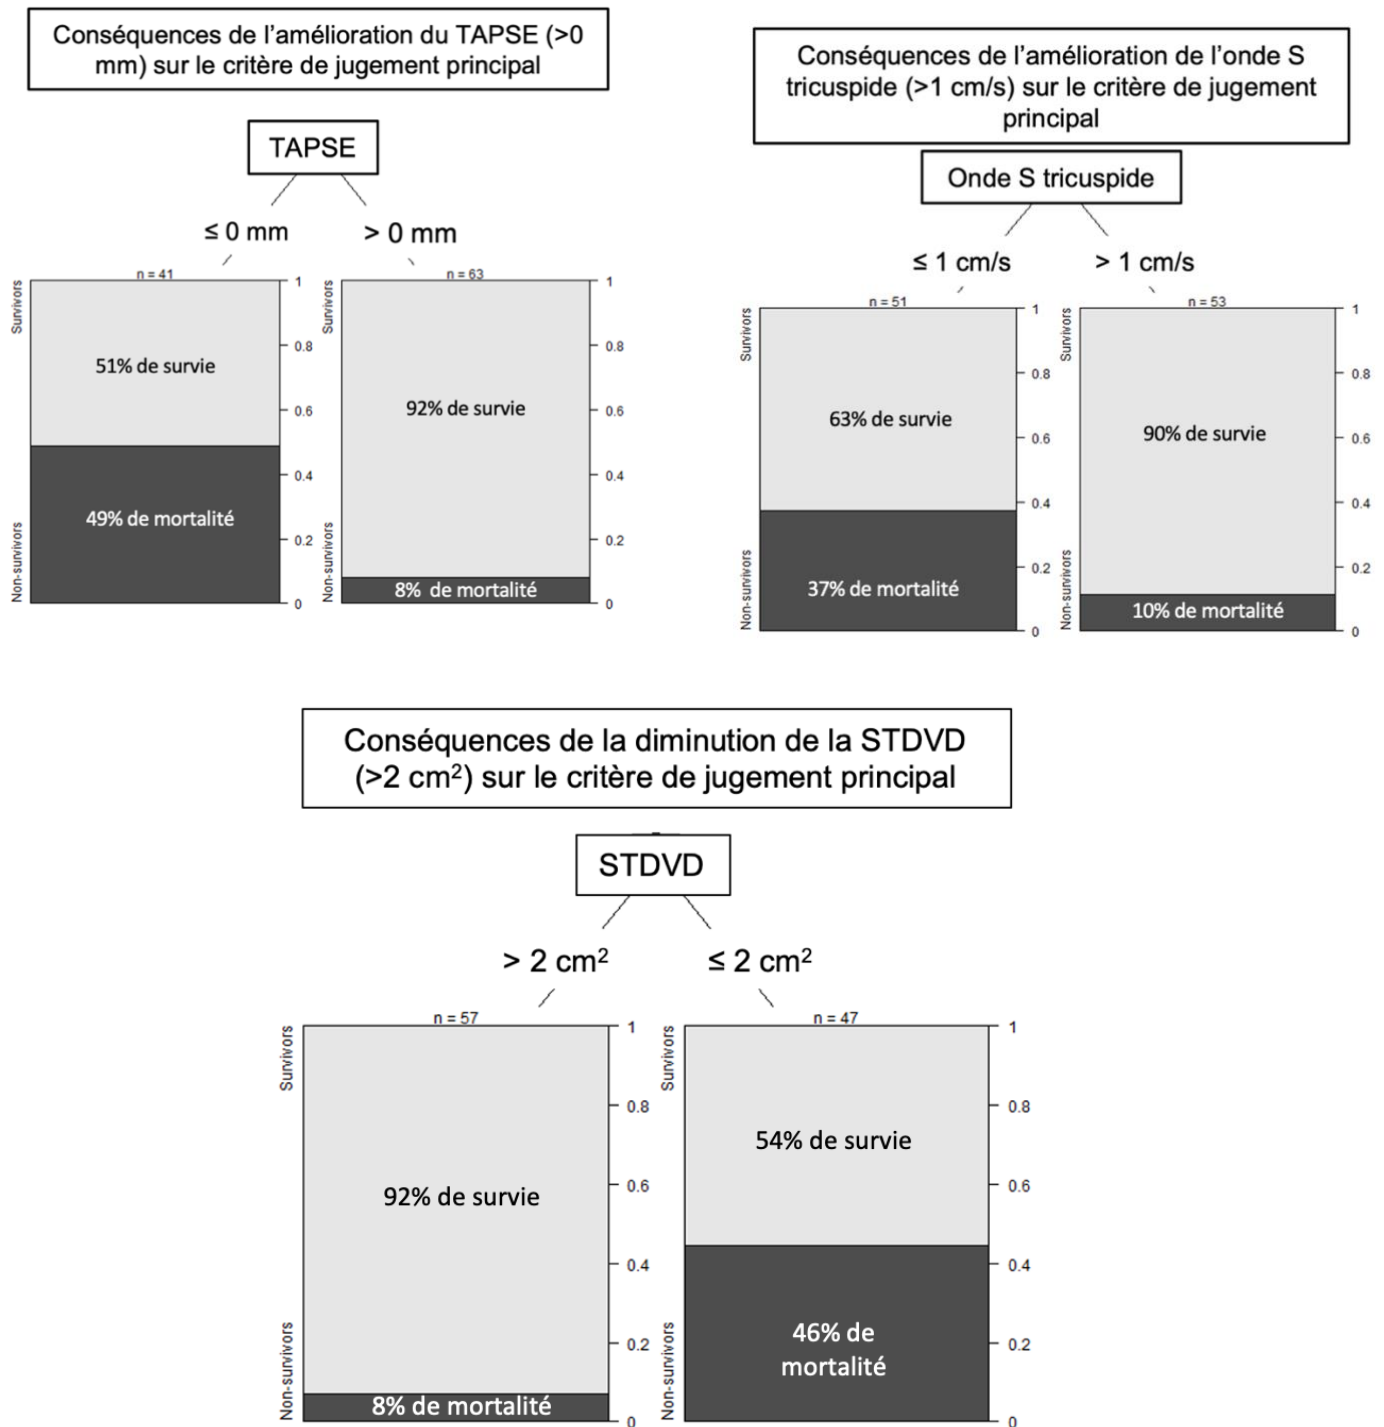 Conséquences de l’amélioration du TAPSE (>0
mm) sur le critère de jugement principal
TAPSE
≤ 0 mm
> 0 mm
n = 41
Survivors
Non-survivors
51% de survie
49% de mortalité
1
0.8
0.6
0.4
0.2
0
n = 63
Survivors
Non-survivors
92% de survie
8% de mortalité
1
0.8
0.6
0.4
0.2
0
Conséquences de l’amélioration de l’onde S
tricuspide (>1 cm/s) sur le critère de jugement
principal
Onde S tricuspide
≤ 1 cm/s
> 1 cm/s
n = 51
Survivors
Non-survivors
63% de survie
37% de mortalité
1
0.8
0.6
0.4
0.2
0
n = 53
Survivors
Non-survivors
90% de survie
10% de mortalité
1
0.8
0.6
0.4
0.2
0
Conséquences de la diminution de la STDVD
(>2 cm²) sur le critère de jugement principal
STDVD
> 2 cm²
≤ 2 cm²
n = 57
Survivors
Non-survivors
92% de survie
8% de mortalité
1
0.8
0.6
0.4
0.2
0
n = 47
Survivors
Non-survivors
54% de survie
46% de
mortalité
1
0.8
0.6
0.4
0.2
0